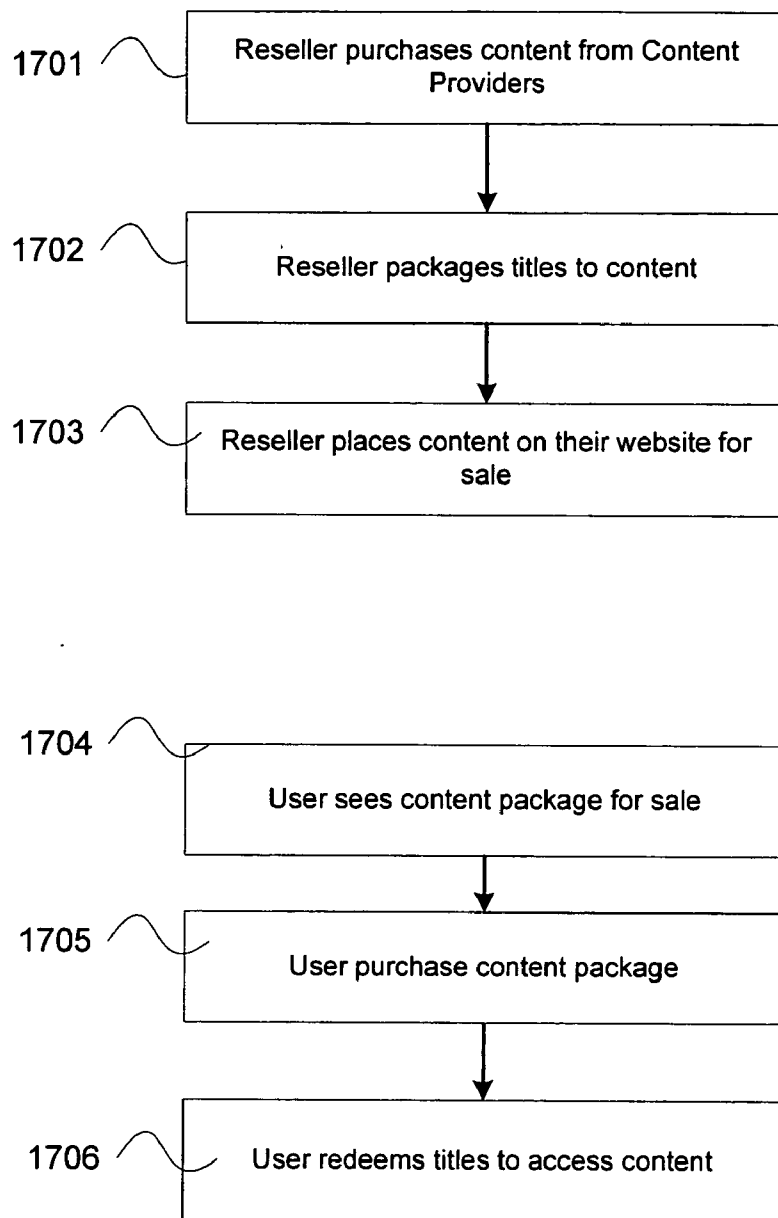 1701
Reseller purchases content from Content
Providers
1702
Reseller packages titles to content
1703
Reseller places content on their website for
sale
1704
User sees content package for sale
1705
User purchase content package
1706
User redeems titles to access content